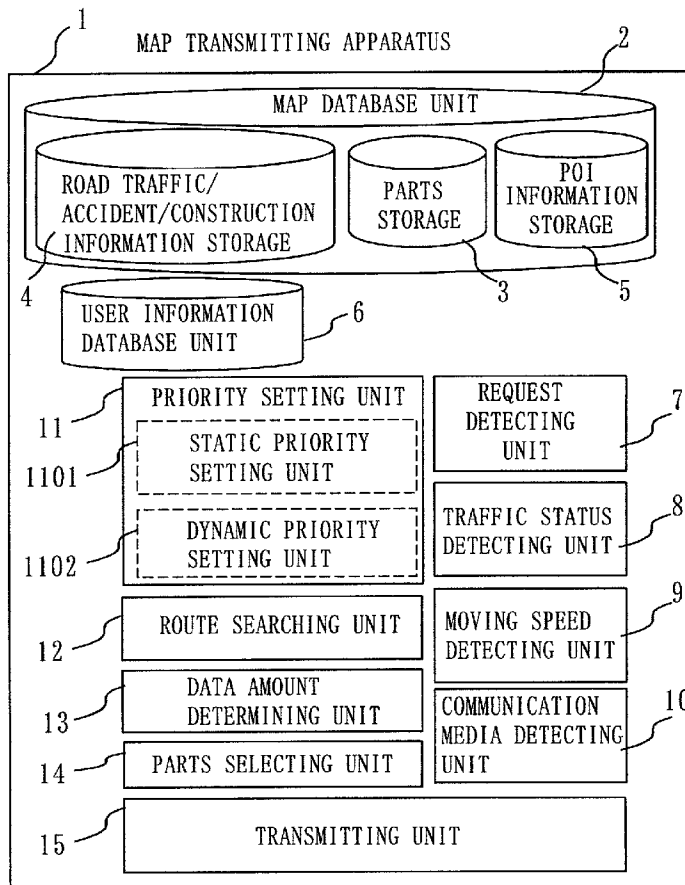 1
MAP TRANSMITTING APPARATUS
2
MAP DATABASE UNIT
ROAD TRAFFIC/
ACCIDENT/CONSTRUCTION
INFORMATION STORAGE
PARTS
STORAGE
POI
INFORMATION
STORAGE
4
3
5
USER INFORMATION
DATABASE UNIT
6
11
PRIORITY SETTING UNIT
1101
STATIC PRIORITY
SETTING UNIT
1102
DYNAMIC PRIORITY
SETTING UNIT
REQUEST
DETECTING
UNIT
7
TRAFFIC STATUS
DETECTING UNIT
8
12
ROUTE SEARCHING UNIT
MOVING SPEED
DETECTING UNIT
9
13
DATA AMOUNT
DETERMINING UNIT
COMMUNICATION
MEDIA DETECTING
UNIT
10
14
PARTS SELECTING UNIT
15
TRANSMITTING UNIT